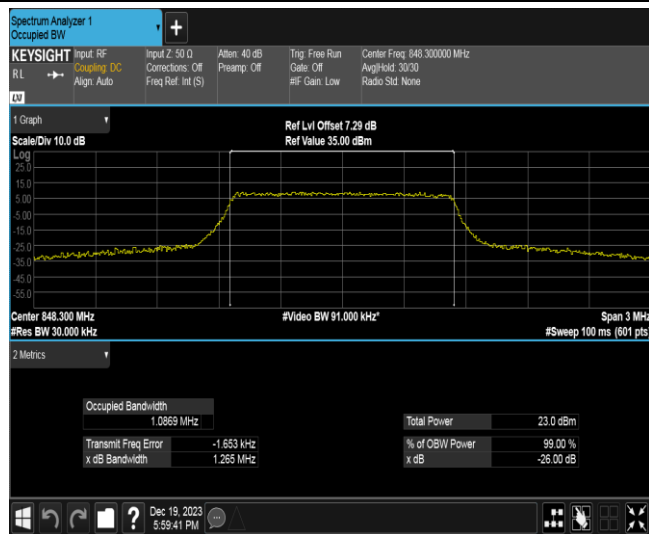 Spectrum Analyzer 1
Occupied BW
+
KEYSIGHT
RL
Input: RF
Coupling: DC
Align: Auto
Input Z: 50 Ω
Corrections: Off
Freq Ref: Int (S)
Atten: 40 dB
Preamp: Off
Trig: Free Run
Gate: Off
#IF Gain: Low
Center Freq: 848.300000 MHz
Avg|Hold: 30/30
Radio Std: None
1 Graph
Scale/Div 10.0 dB
Ref Lvl Offset 7.29 dB
Ref Value 35.00 dBm
Log
25.0
15.0
5.00
-5.00
-15.0
-25.0
-35.0
-45.0
-55.0
Center 848.300 MHz
#Video BW 91.000 kHz*
Span 3 MHz
#Res BW 30.000 kHz
#Sweep 100 ms (601 pts)
2 Metrics
Occupied Bandwidth
1.0869 MHz
Total Power 23.0 dBm
Transmit Freq Error -1.653 kHz
% of OBW Power 99.00 %
x dB Bandwidth 1.265 MHz
x dB -26.00 dB
?
Dec 19, 2023
5:59:41 PM